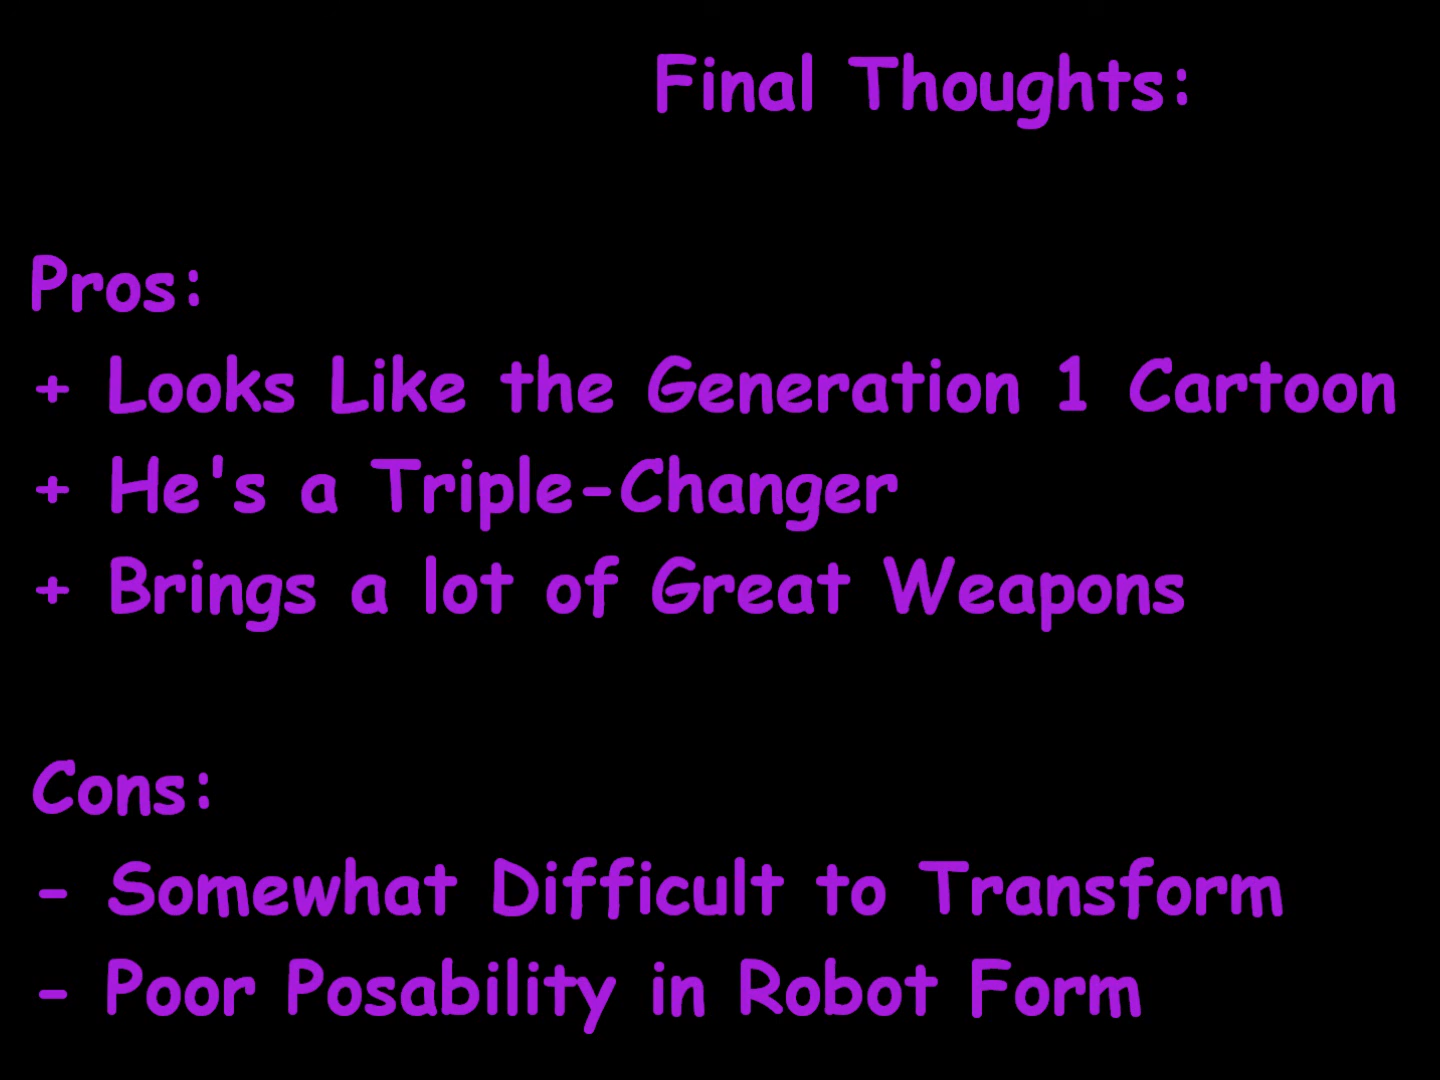 Final Thoughts:
Pros:
+ Looks Like the Generation 1 Cartoon
+ He's a Triple-Changer
+ Brings a lot of Great Weapons
Cons:
- Somewhat Difficult to Transform
- Poor Posability in Robot Form